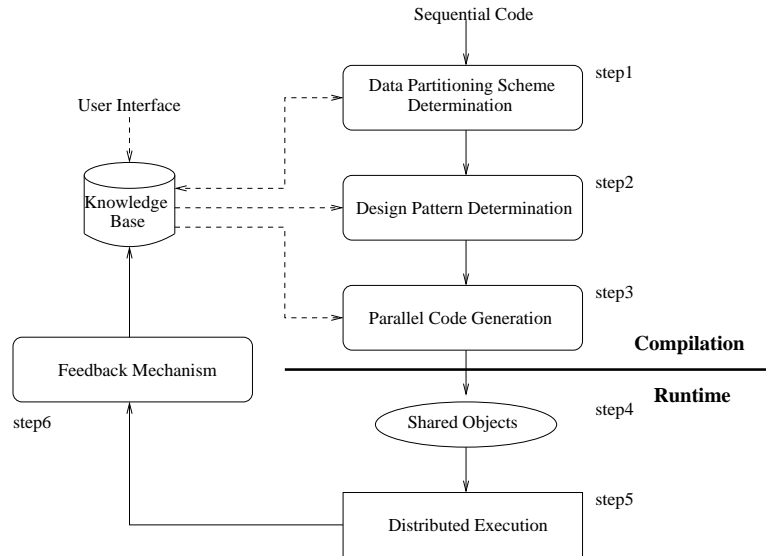 Sequential Code
step1
Data Partitioning Scheme
Determination
User Interface
step2
Knowledge
Base
Design Pattern Determination
step3
Parallel Code Generation
Compilation
Feedback Mechanism
Runtime
step6
step4
Shared Objects
step5
Distributed Execution